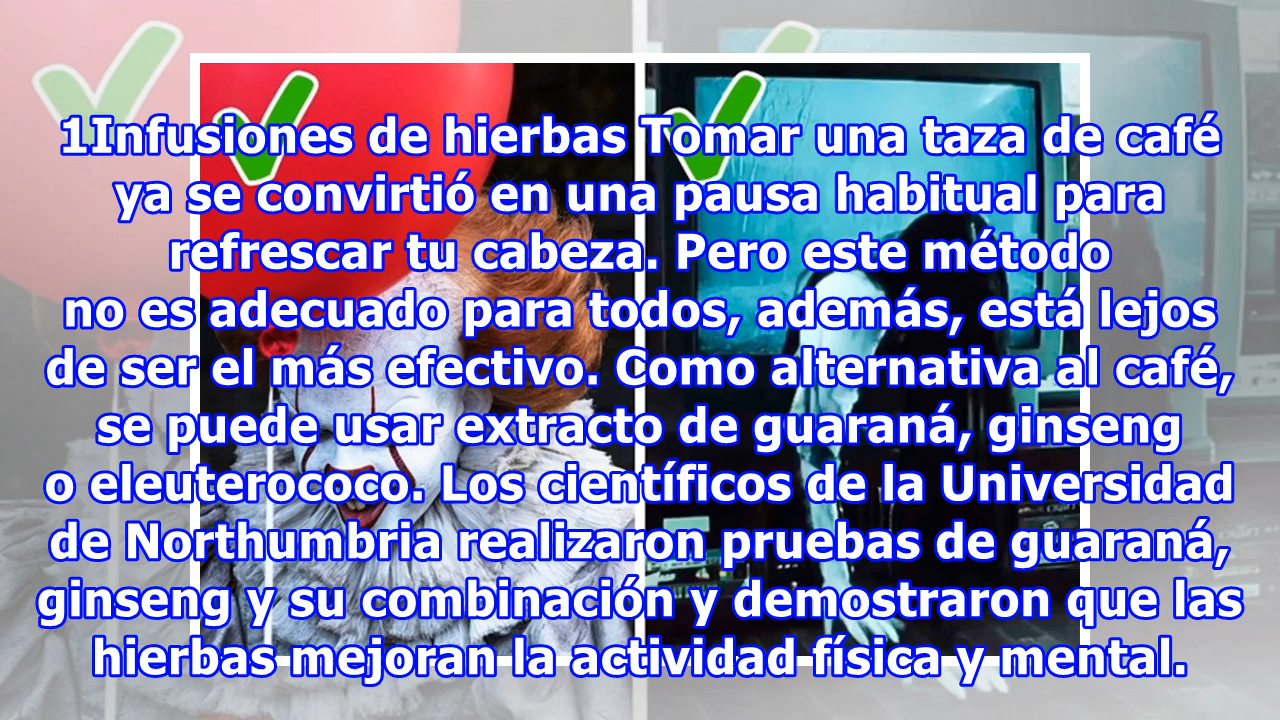 1Infusiones de hierbas Tomar una taza de café
ya se convirtió en una pausa habitual para
refrescar tu cabeza. Pero este método
no es adecuado para todos, además, está lejos
de ser el más efectivo. Como alternativa al café,
se puede usar extracto de guaraná, ginseng
o eleuterococo. Los científicos de la Universidad
de Northumbria realizaron pruebas de guaraná,
ginseng y su combinación y demostraron que las
hierbas mejoran la actividad física y mental.